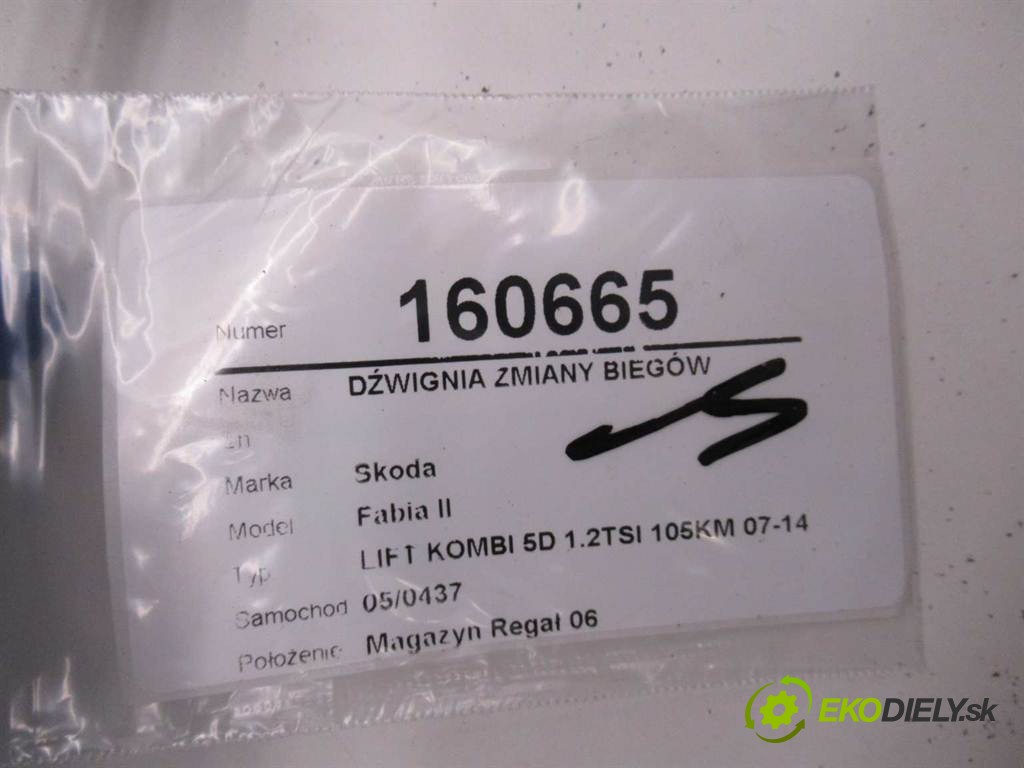 Numer 160665
Nazwa DŹWIGNIA ZMIANY BIEGÓW
Marka Skoda
Model Fabia II
Typ LIFT KOMBI 5D 1.2TSI 105KM 07-14
Samochod 05/0437
Położenie Magazyn Regał 06
EKODIELY.sk